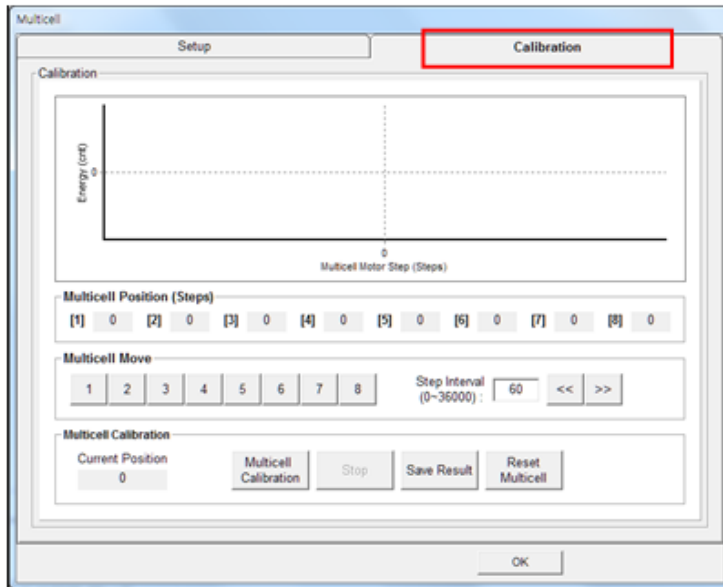 Multicell
Setup Calibration
Calibration
Energy (cnt)
0
0
Multicell Motor Step (Steps)
Multicell Position (Steps)
[1] 0 [2] 0 [3] 0 [4] 0 [5] 0 [6] 0 [7] 0 [8] 0
Multicell Move
1 2 3 4 5 6 7 8
Step Interval
(0~36000) : 60 << >>
Multicell Calibration
Current Position
0
Multicell
Calibration
Stop
Save Result
Reset
Multicell
OK